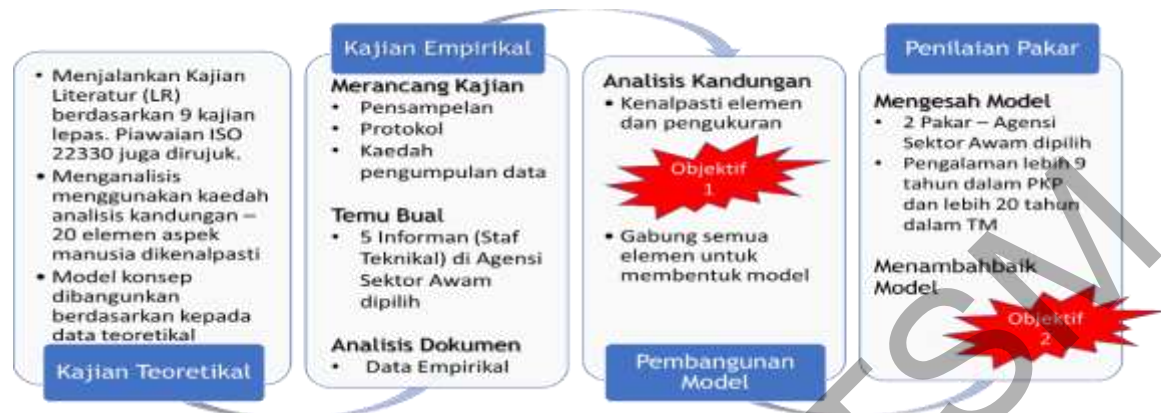 • Menjalankan Kajian
Literatur (LR)
berdasarkan 9 kajian
lepas. Piawaian ISO
22330 juga dirujuk.
• Menganalisis
menggunakan kaedah
analisis kandungan –
20 elemen aspek
manusia dikenalpasti
• Model konsep
dibangunkan
berdasarkan kepada
data teoretikal
Kajian Teoretikal
Kajian Empirikal
Merancang Kajian
• Pensampelan
• Protokol
• Kaedah
pengumpulan data
Temu Bual
• 5 Informan (Staf
Teknikal) di Agensi
Sektor Awam
dipilih
Analisis Dokumen
• Data Empirikal
Analisis Kandungan
• Kenalpasti elemen
dan pengukuran
Objektif
1
• Gabung semua
elemen untuk
membentuk model
Pembangunan
Model
Penilaian Pakar
Mengesah Model
• 2 Pakar – Agensi
Sektor Awam dipilih
• Pengalaman lebih 9
tahun dalam PKP
dan lebih 20 tahun
dalam TM
Menambahbaik
Model
Objektif
2